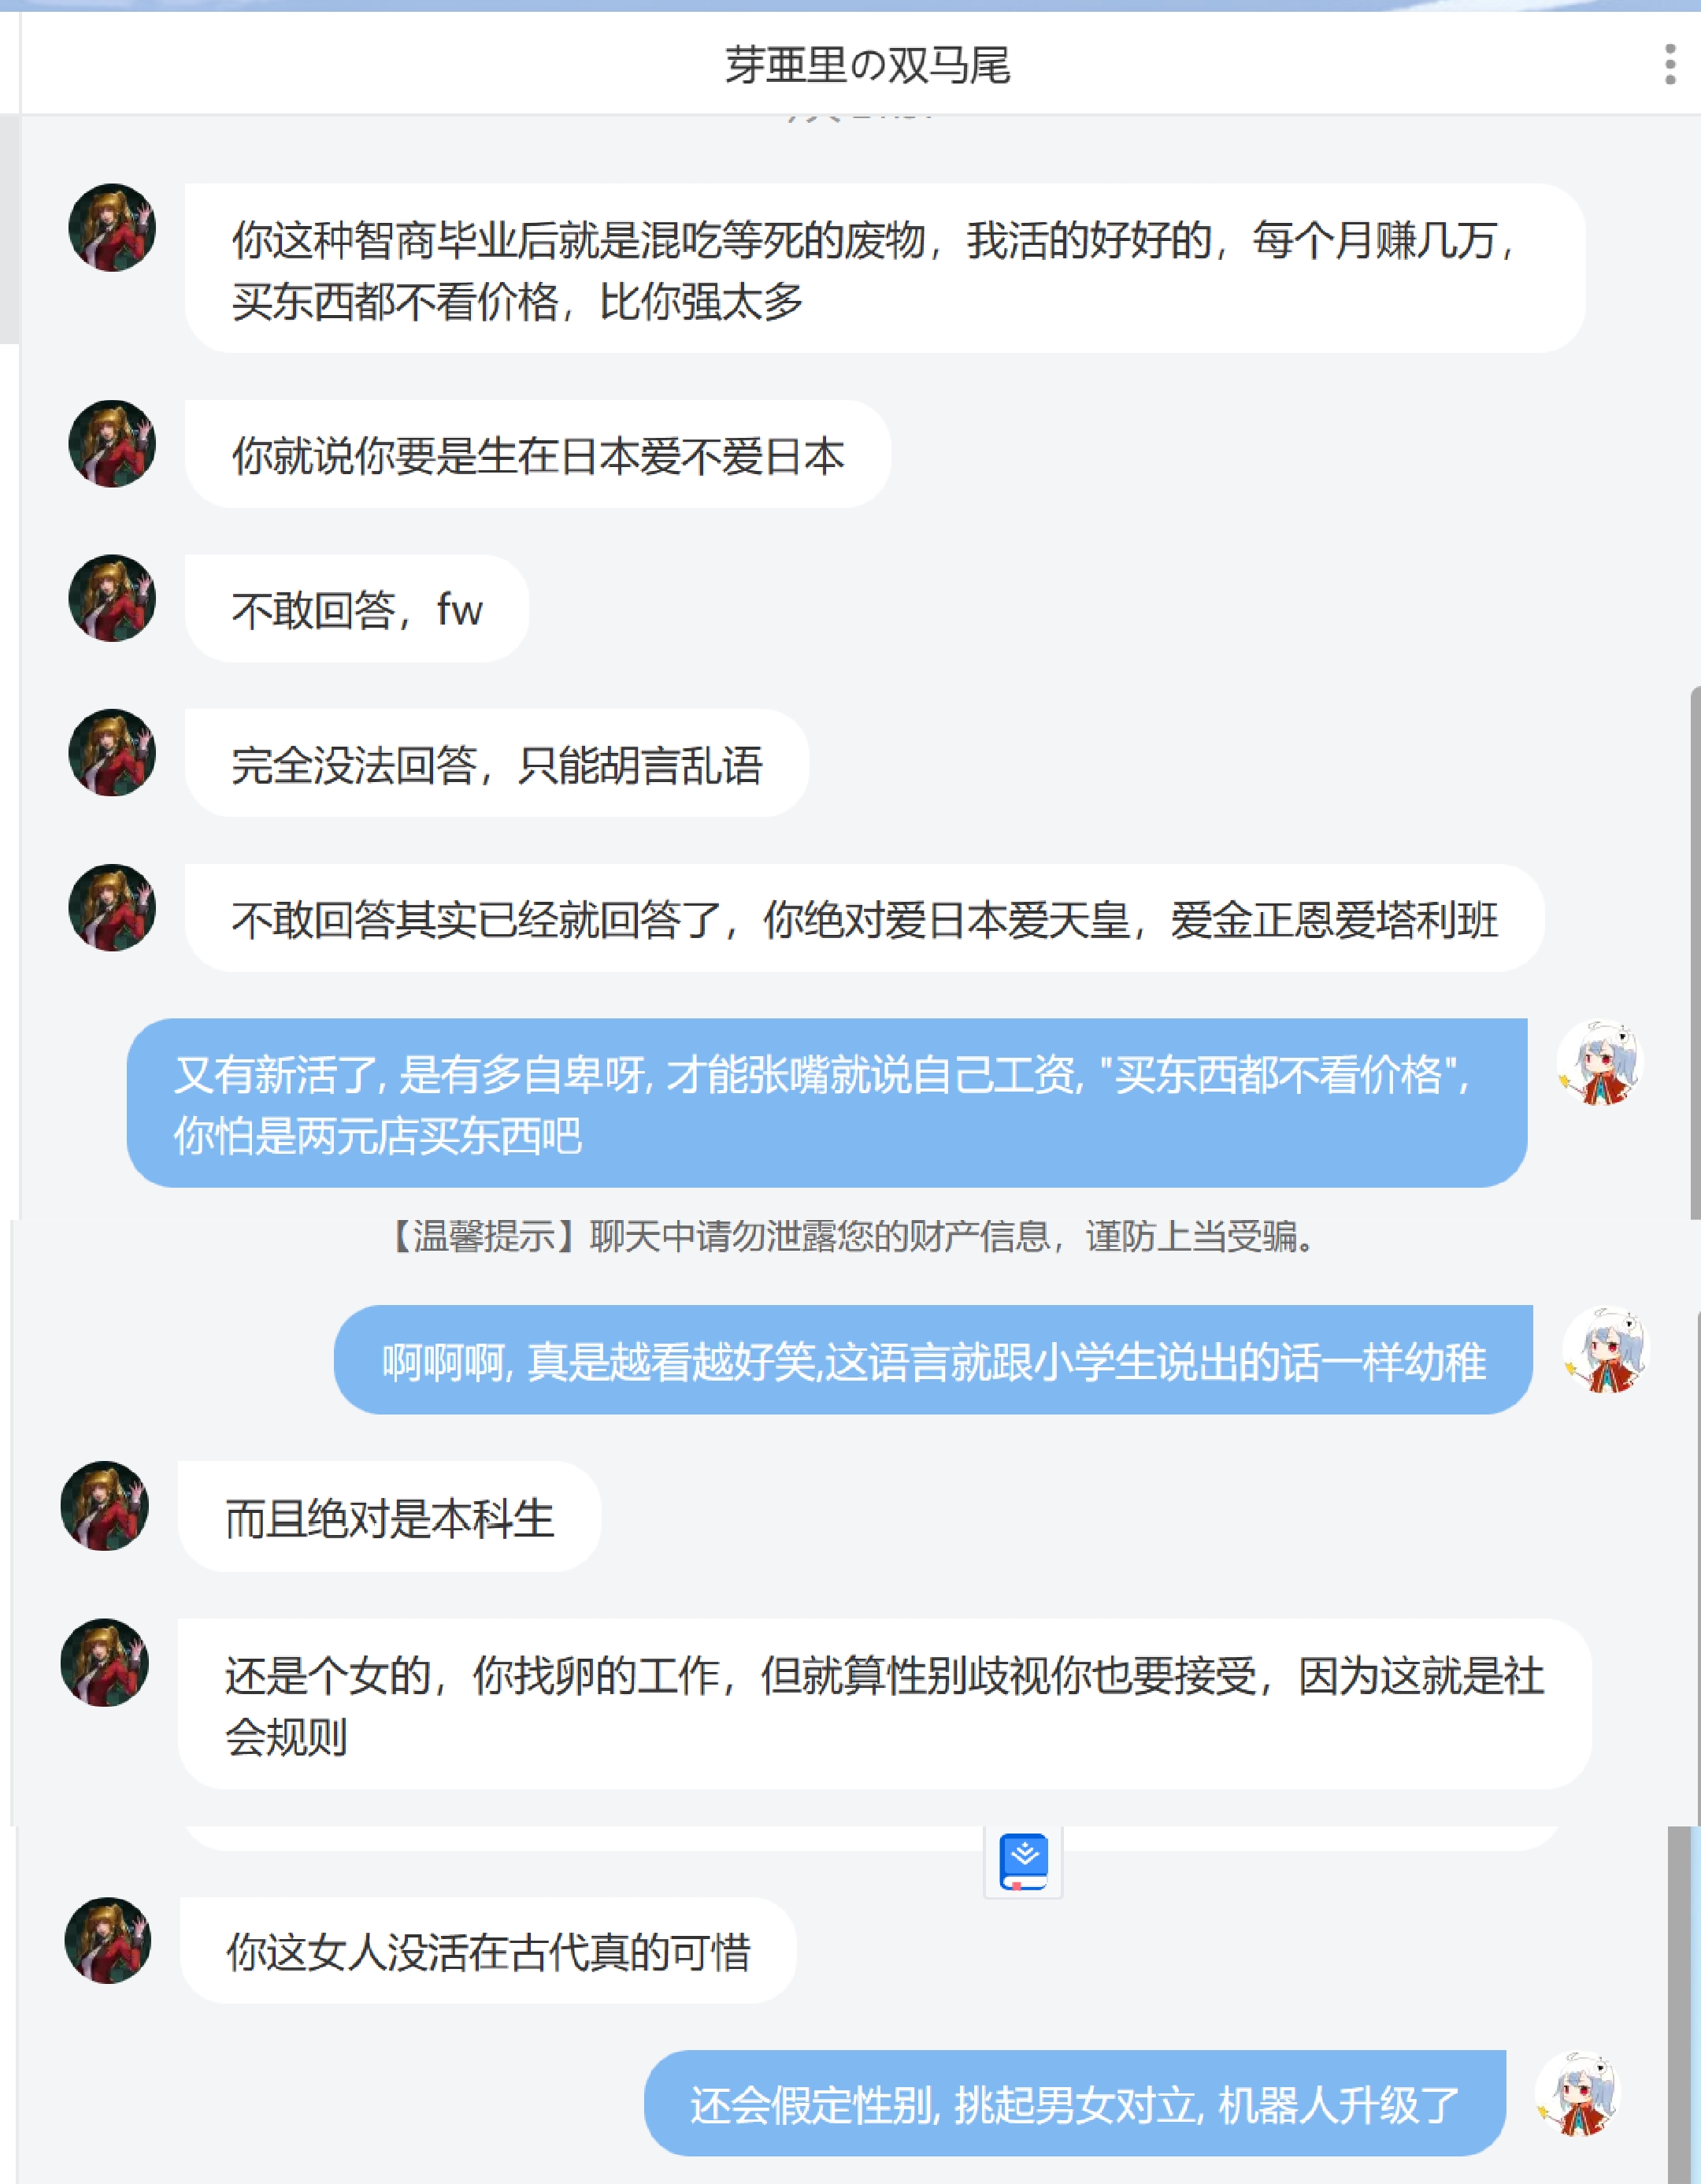 芽亜里の双马尾
你这种智商毕业后就是混吃等死的废物，我活的好好的，每个月赚几万，
买东西都不看价格，比你强太多
你就说你要是生在日本爱不爱日本
不敢回答，fw
完全没法回答，只能胡言乱语
不敢回答其实已经就回答了，你绝对爱日本爱天皇，爱金正恩爱塔利班
又有新活了, 是有多自卑呀, 才能张嘴就说自己工资, "买东西都不看价格",
你怕是两元店买东西吧
【温馨提示】聊天中请勿泄露您的财产信息，谨防上当受骗。
啊啊啊, 真是越看越好笑,这语言就跟小学生说出的话一样幼稚
而且绝对是本科生
还是个女的，你找卵的工作，但就算性别歧视你也要接受，因为这就是社
会规则
你这女人没活在古代真的可惜
还会假定性别, 挑起男女对立, 机器人升级了